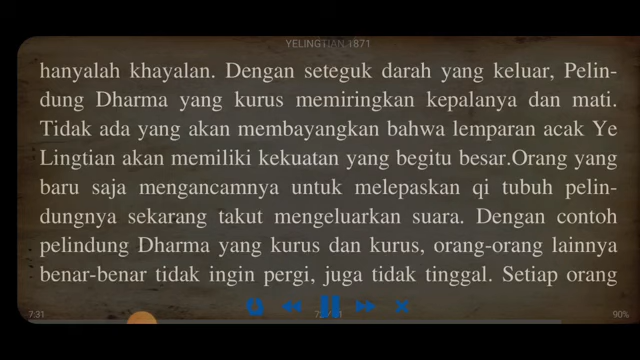 YELINGTIAN 1871
hanyalah khayalan. Dengan seteguk darah yang keluar, Pelin-
dung Dharma yang kurus memiringkan kepalanya dan mati.
Tidak ada yang akan membayangkan bahwa lemparan acak Ye
Lingtian akan memiliki kekuatan yang begitu besar.Orang yang
baru saja mengancamnya untuk melepaskan qi tubuh pelin-
dungnya sekarang takut mengeluarkan suara. Dengan contoh
pelindung Dharma yang kurus dan kurus, orang-orang lainnya
benar-benar tidak ingin pergi, juga tidak tinggal. Setiap orang
7:31
90%